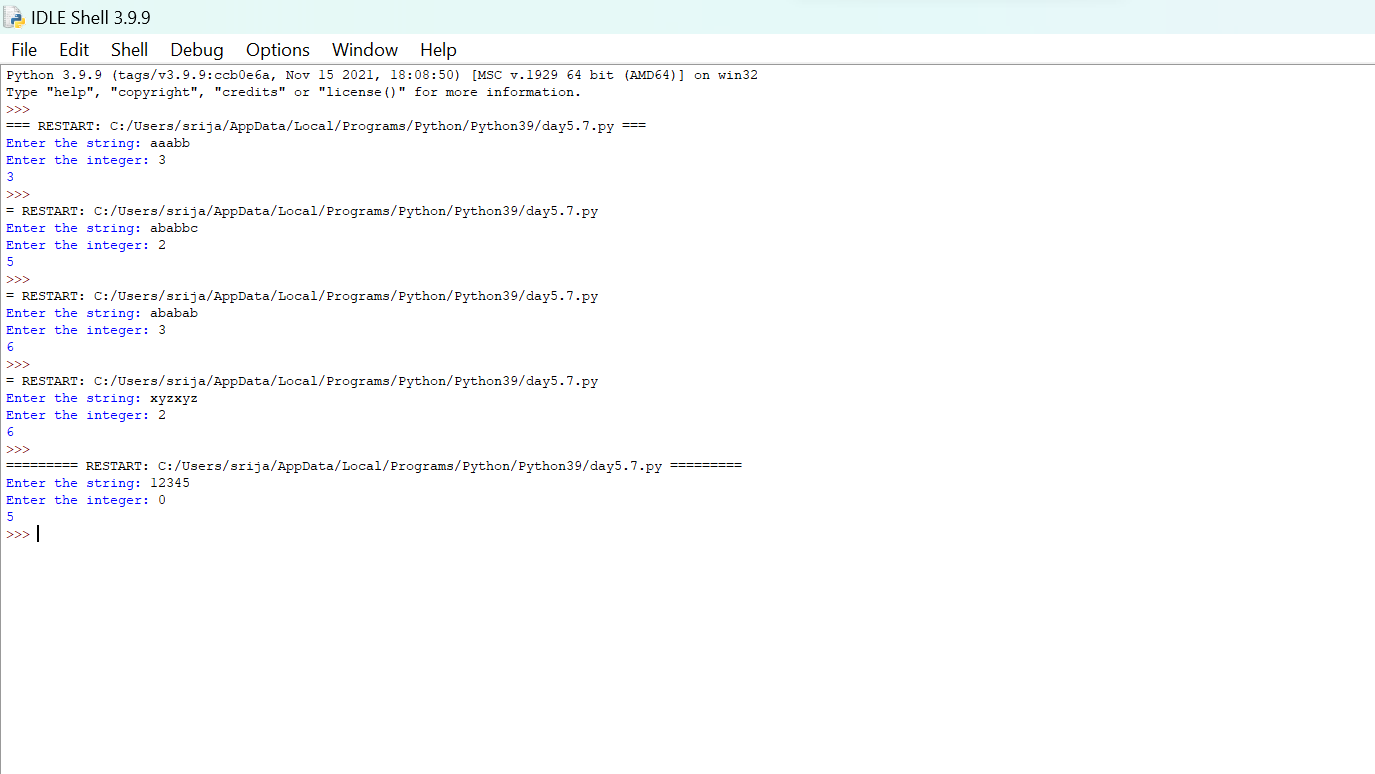 IDLE Shell 3.9.9
File Edit Shell Debug Options Window Help
Python 3.9.9 (tags/v3.9.9:ccb0e6a, Nov 15 2021, 18:08:50) [MSC v.1929 64 bit (AMD64)] on win32
Type "help", "copyright", "credits" or "license()" for more information.
>>>
=== RESTART: C:/Users/srija/AppData/Local/Programs/Python/Python39/day5.7.py ===
Enter the string: aaabb
Enter the integer: 3
3
>>>
= RESTART: C:/Users/srija/AppData/Local/Programs/Python/Python39/day5.7.py
Enter the string: ababbc
Enter the integer: 2
5
>>>
= RESTART: C:/Users/srija/AppData/Local/Programs/Python/Python39/day5.7.py
Enter the string: ababab
Enter the integer: 3
6
>>>
= RESTART: C:/Users/srija/AppData/Local/Programs/Python/Python39/day5.7.py
Enter the string: xyzxyz
Enter the integer: 2
6
>>>
========= RESTART: C:/Users/srija/AppData/Local/Programs/Python/Python39/day5.7.py =========
Enter the string: 12345
Enter the integer: 0
5
>>>